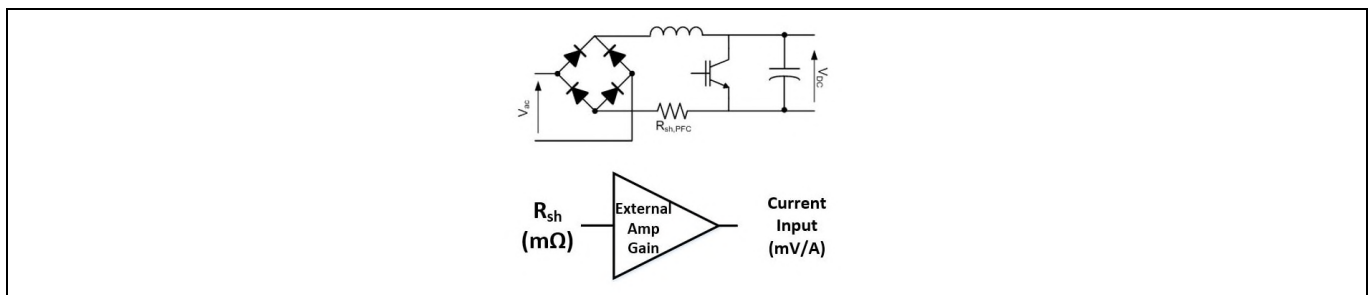 V_ac
V_DC
R_sh,PFC
R_sh
(mΩ)
External
Amp
Gain
Current
Input
(mV/A)